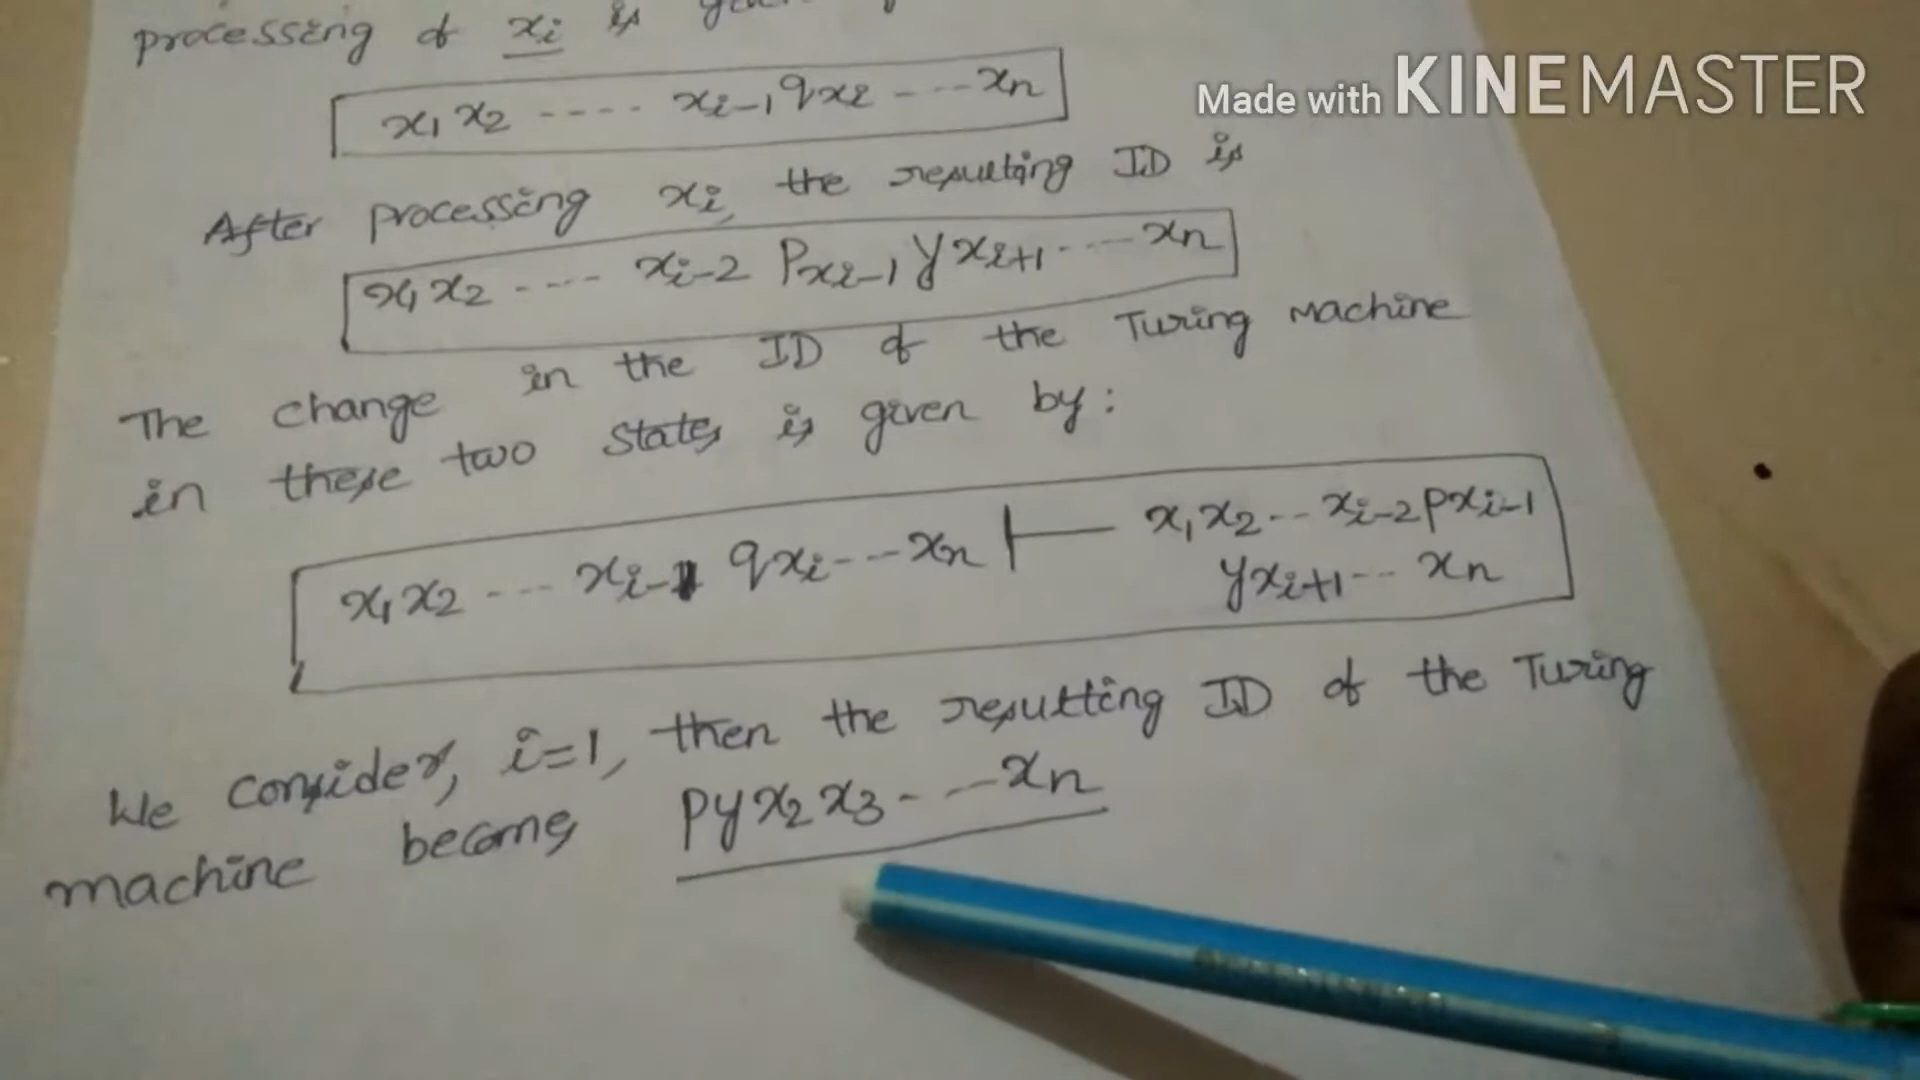 processing of xi is
Made with KINEMASTER
x1 x2 ---- xi-1 q xi ---- xn
After processing xi, the resulting ID is
x1 x2 ---- xi-2 P xi-1 y xi+1 ---- xn
The change in the ID of the Turing Machine
in these two states is given by:
x1 x2 ---- xi-1 q xi ---- xn |— x1 x2 -- xi-2 P xi-1
y xi+1 -- xn
We consider, i=1, then the resulting ID of the Turing
machine becomes P y x2 x3 ---- xn